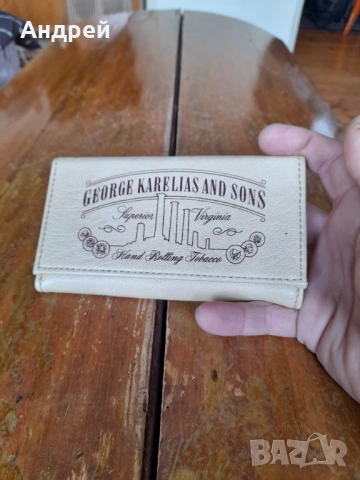 Андрей
GEORGE KARELIAS AND SONS
Superior Virginia
Hand Rolling Tobacco
BAZAR